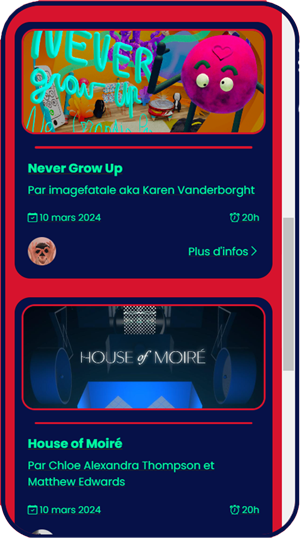 NEVER
grow up
Never Grow Up
Par imagefatale aka Karen Vanderborght
10 mars 2024
20h
Plus d'infos
HOUSE of MOIRÉ
House of Moiré
Par Chloe Alexandra Thompson et
Matthew Edwards
10 mars 2024
20h